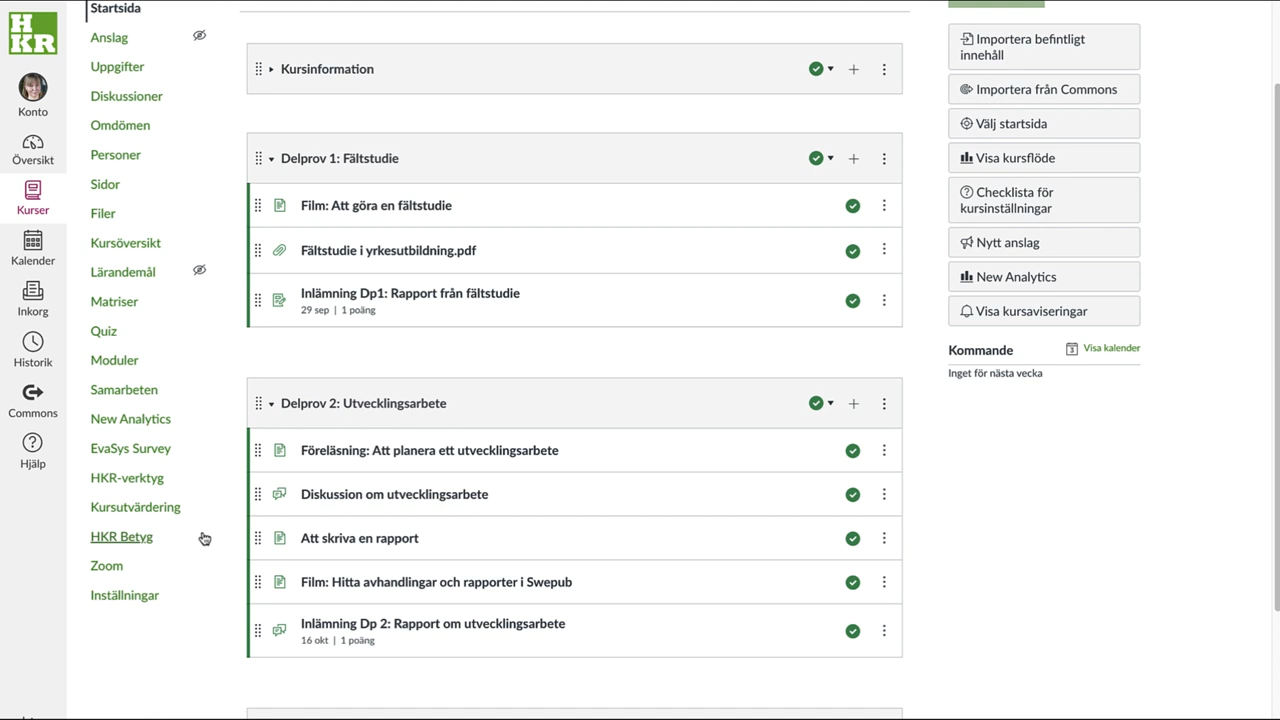 HKR
Konto
Översikt
Kurser
Kalender
Inkorg
Historik
Commons
Hjälp
Startsida
Anslag
Uppgifter
Diskussioner
Omdömen
Personer
Sidor
Filer
Kursöversikt
Lärandemål
Matriser
Quiz
Moduler
Samarbeten
New Analytics
EvaSys Survey
HKR-verktyg
Kursutvärdering
HKR Betyg
Zoom
Inställningar
Kursinformation
Delprov 1: Fältstudie
Film: Att göra en fältstudie
Fältstudie i yrkesutbildning.pdf
Inlämning Dp1: Rapport från fältstudie
29 sep | 1 poäng
Delprov 2: Utvecklingsarbete
Föreläsning: Att planera ett utvecklingsarbete
Diskussion om utvecklingsarbete
Att skriva en rapport
Film: Hitta avhandlingar och rapporter i Swepub
Inlämning Dp 2: Rapport om utvecklingsarbete
16 okt | 1 poäng
Importera befintligt
innehåll
Importera från Commons
Välj startsida
Visa kursflöde
Checklista för
kursinställningar
Nytt anslag
New Analytics
Visa kursaviseringar
Kommande
Visa kalender
Inget för nästa vecka